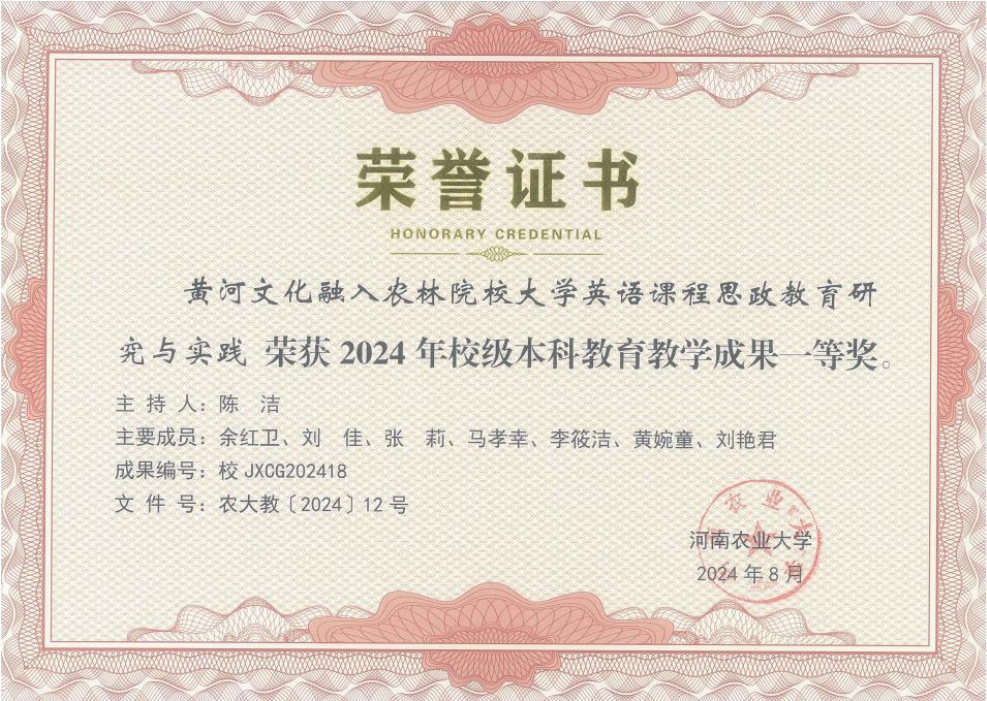 荣誉证书
HONORARY CREDENTIAL
黄河文化融入农林院校大学英语课程思政教育研
究与实践 荣获 2024 年校级本科教育教学成果一等奖。
主 持 人：陈　洁
主要成员：余红卫、刘　佳、张　莉、马孝幸、李筱洁、黄婉童、刘艳君
成果编号：校 JXCG202418
文 件 号：农大教〔2024〕12 号
河南农业大学
2024 年 8 月